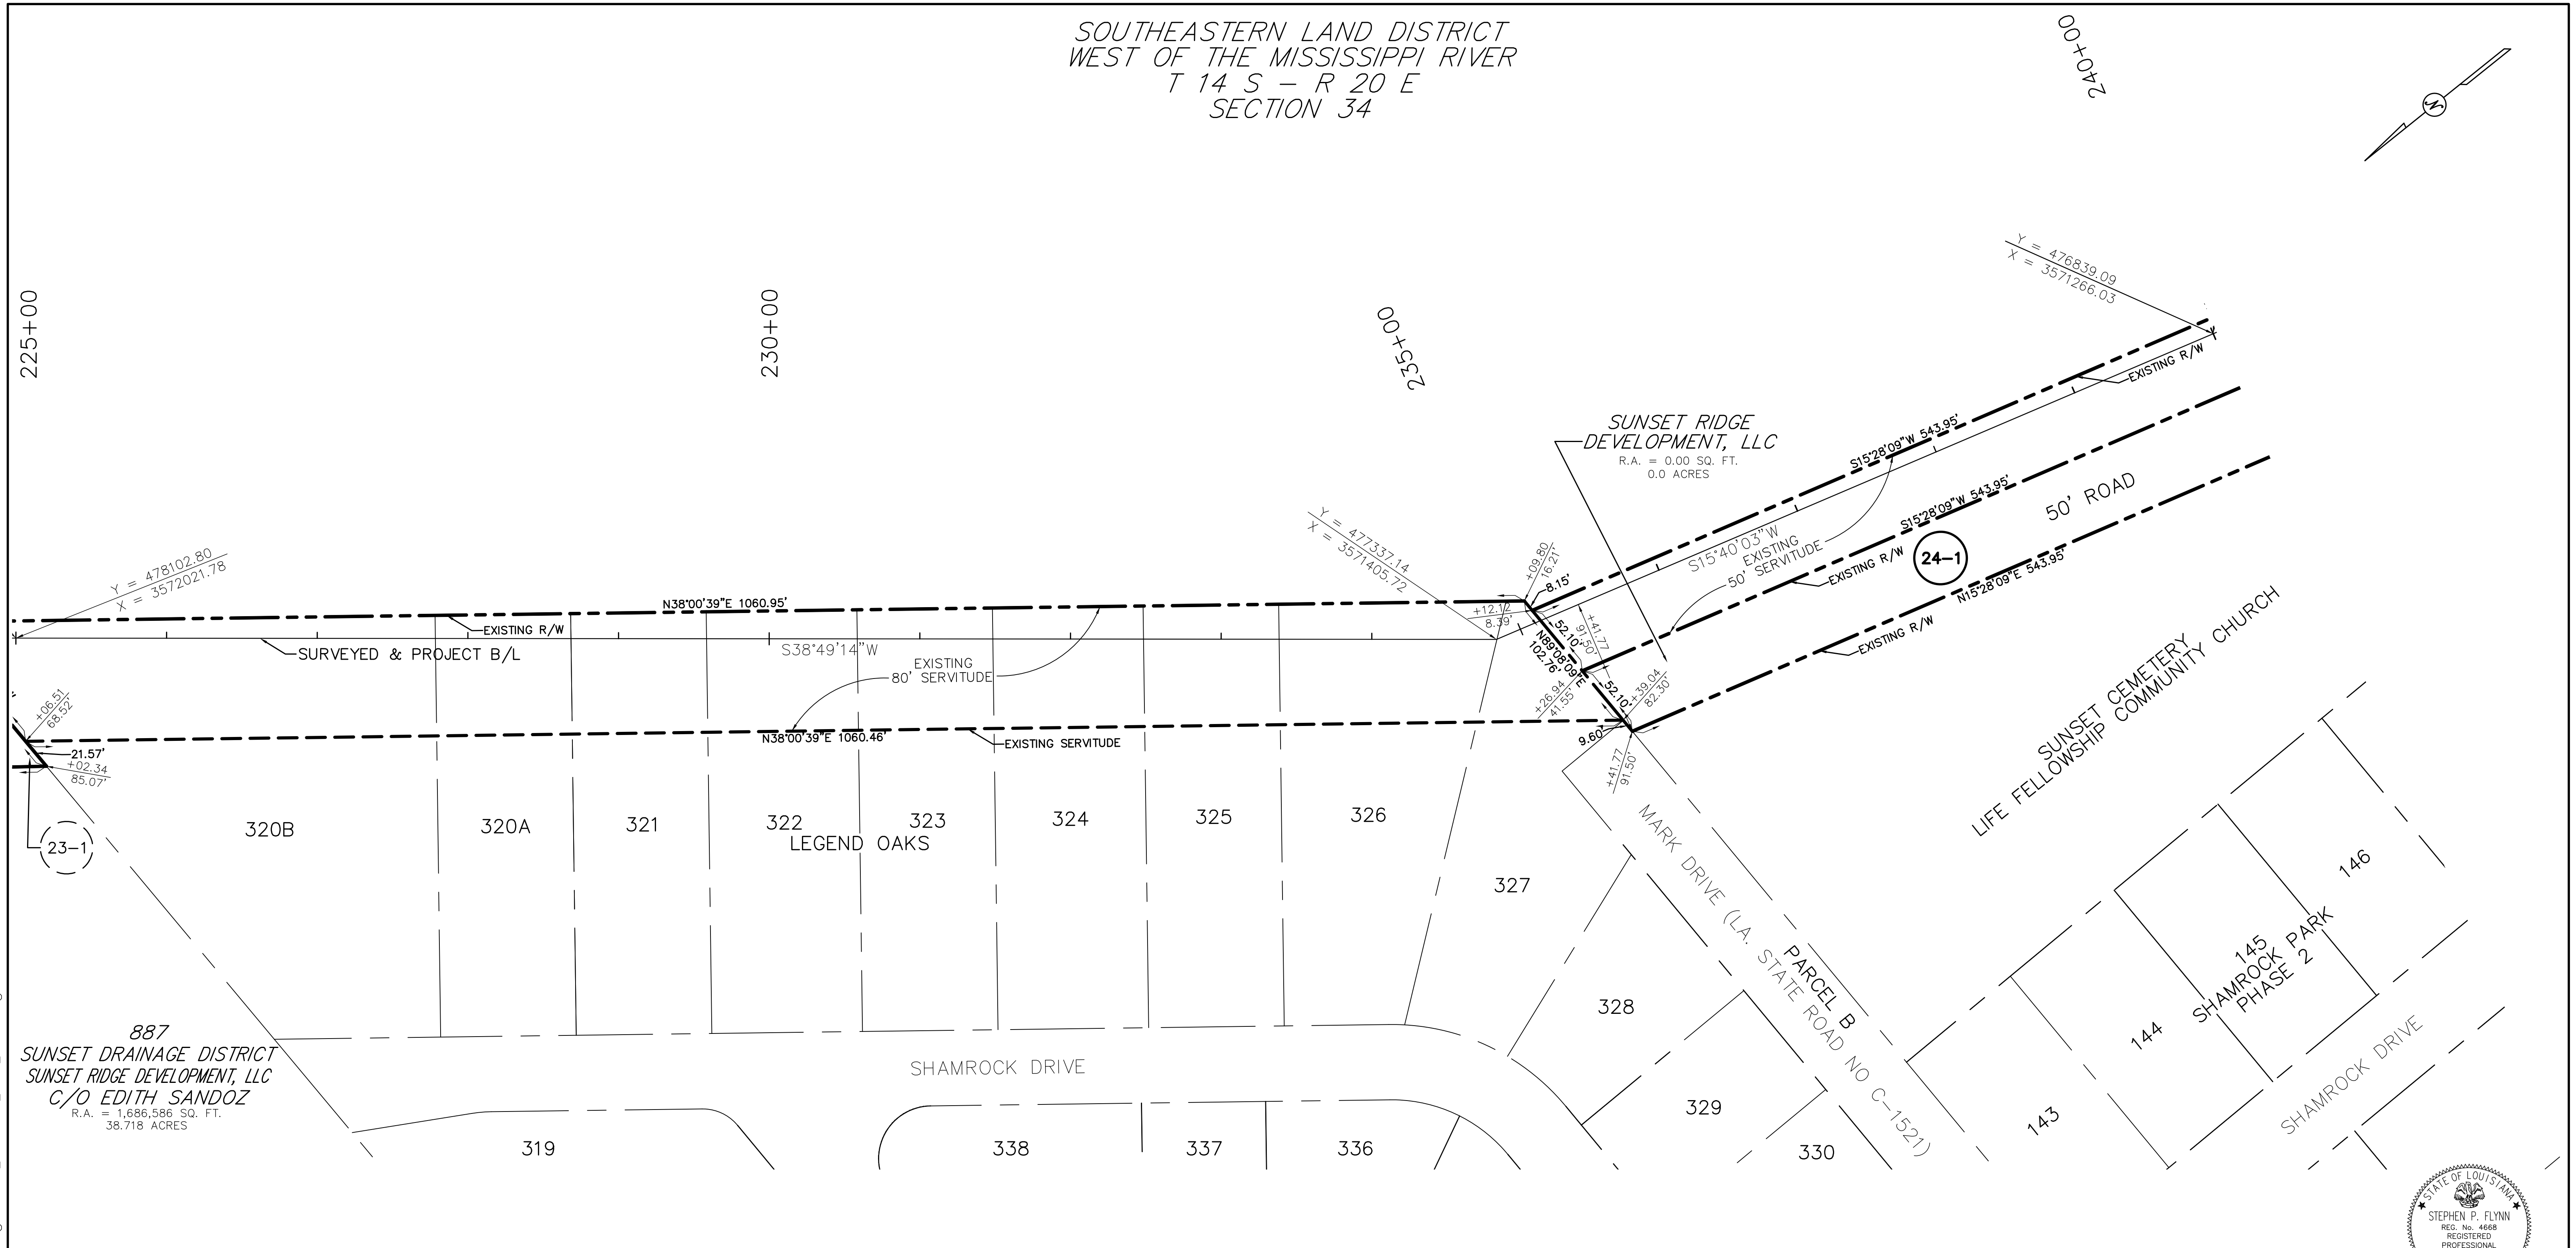 SOUTHEASTERN LAND DISTRICT
WEST OF THE MISSISSIPPI RIVER
T 14 S – R 20 E
SECTION 34
240+00
N
225+00
230+00
235+00
Y = 476839.09
X = 3571266.03
EXISTING R/W
SUNSET RIDGE
DEVELOPMENT, LLC
R.A. = 0.00 SQ. FT.
0.0 ACRES
S15°28'09"W 543.95'
S15°28'09"W 543.95'
50' ROAD
S15°40'03"W
EXISTING
50' SERVITUDE
EXISTING R/W
24-1
N15°28'09"E 543.95'
EXISTING R/W
Y = 477337.14
X = 3571405.72
Y = 478102.80
X = 3572021.78
+09.80
16.21'
8.15'
+12.12
8.39'
52.10'
+41.77
91.50'
N89°08'09"E
102.76'
52.10'
+39.04
82.30'
+26.94
41.55'
9.60'
+41.77
91.50'
N38°00'39"E 1060.95'
EXISTING R/W
SURVEYED & PROJECT B/L
S38°49'14"W
EXISTING
80' SERVITUDE
+06.51
68.52'
21.57'
+02.34
85.07'
N38°00'39"E 1060.46'
EXISTING SERVITUDE
23-1
320B
320A
321
322
323
324
325
326
LEGEND OAKS
327
328
329
330
MARK DRIVE (LA. STATE ROAD NO C-1521)
PARCEL B
SUNSET CEMETERY
LIFE FELLOWSHIP COMMUNITY CHURCH
146
145
SHAMROCK PARK
PHASE 2
144
143
SHAMROCK DRIVE
887
SUNSET DRAINAGE DISTRICT
SUNSET RIDGE DEVELOPMENT, LLC
C/O EDITH SANDOZ
R.A. = 1,686,586 SQ. FT.
38.718 ACRES
SHAMROCK DRIVE
319
338
337
336
STATE OF LOUISIANA
STEPHEN P. FLYNN
REG. No. 4668
REGISTERED
PROFESSIONAL